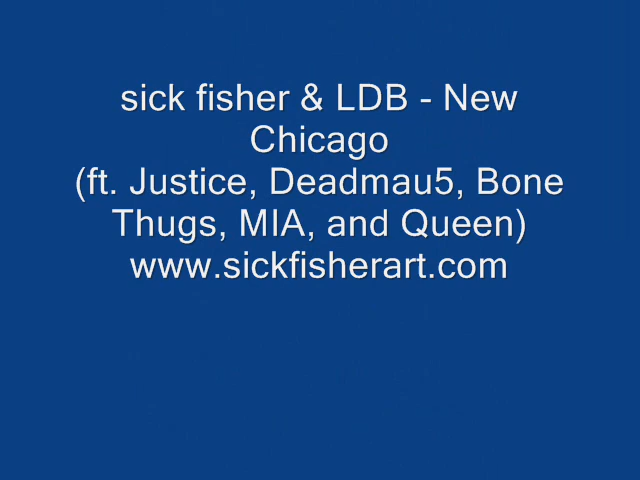 sick fisher & LDB - New
Chicago
(ft. Justice, Deadmau5, Bone
Thugs, MIA, and Queen)
www.sickfisherart.com